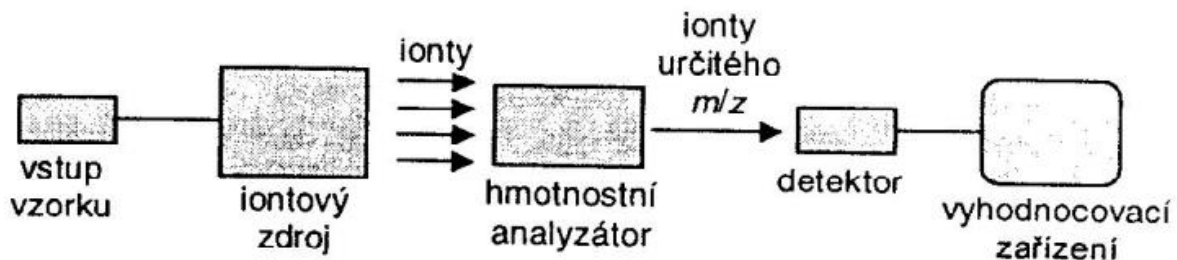 vstup
vzorku
iontový
zdroj
ionty
hmotnostní
analyzátor
ionty
určitého
m/z
detektor
vyhodnocovací
zařízení